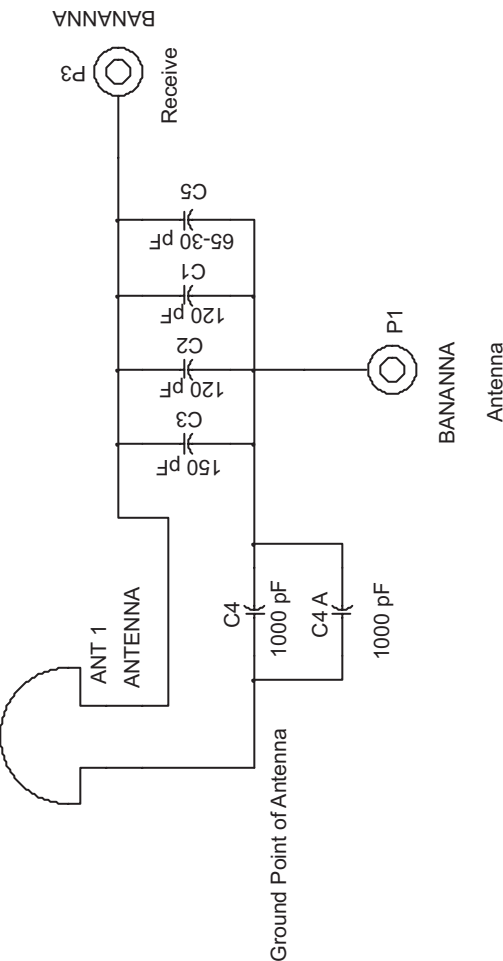 BANANNA
P3
Receive
C5
65-30 pF
C1
120 pF
C2
120 pF
C3
150 pF
P1
BANANNA
Antenna
ANT 1
ANTENNA
C4
1000 pF
C4 A
1000 pF
Ground Point of Antenna